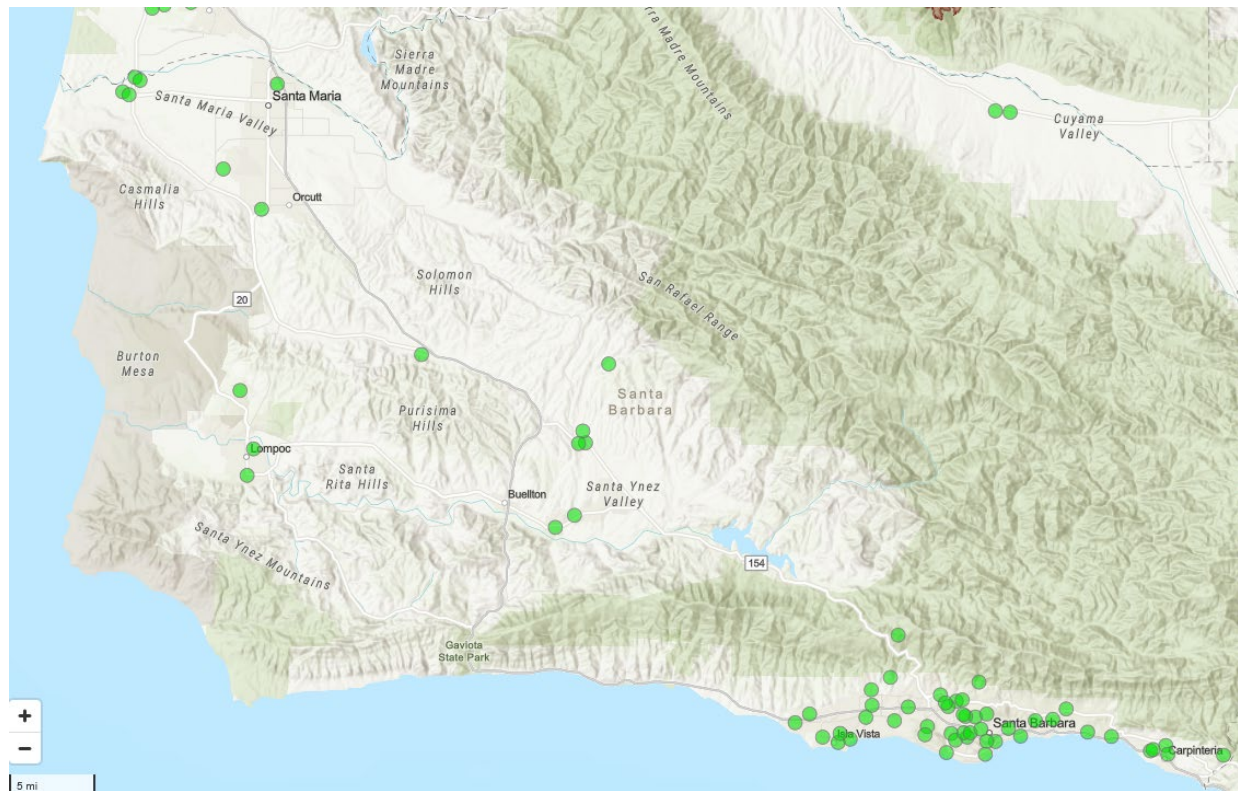 Sierra
Madre
Mountains
Madre Mountains
Santa Maria
Santa Maria Valley
Cuyama
Valley
Casmalia
Hills
Orcutt
Solomon
Hills
San Rafael Range
20
Burton
Mesa
Santa
Barbara
Purisima
Hills
Lompoc
Santa
Rita Hills
Buellton
Santa Ynez
Valley
Santa Ynez Mountains
154
Gaviota
State Park
Isla Vista
Santa Barbara
Carpinteria
+
−
5 mi